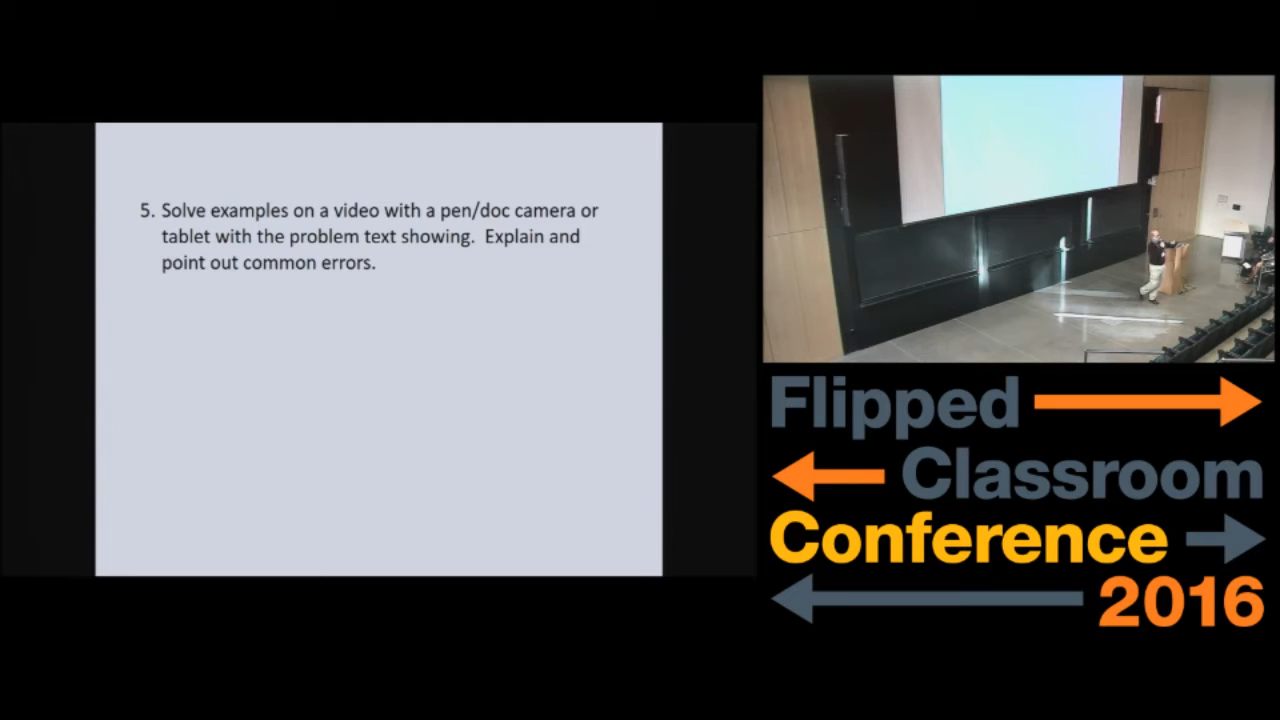 5. Solve examples on a video with a pen/doc camera or
tablet with the problem text showing.  Explain and
point out common errors.
Flipped
Classroom
Conference
2016